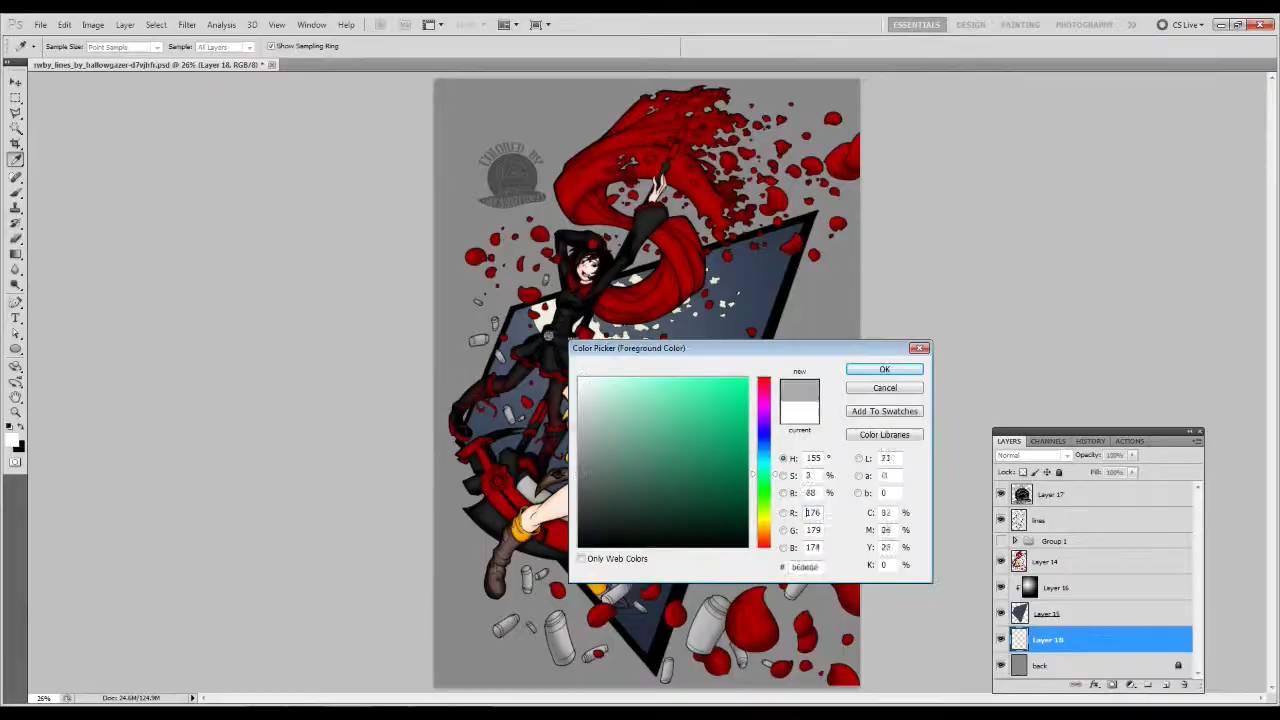 Ps File Edit Image Layer Select Filter Analysis 3D View Window Help ESSENTIALS DESIGN PAINTING PHOTOGRAPHY >> CS Live
Sample Size: Point Sample Sample: All Layers Show Sampling Ring
rwby_lines_by_hallowgazer-d7vjhfr.psd @ 26% (Layer 18, RGB/8) *
COLORED BY
Color Picker (Foreground Color)
new
current
OK
Cancel
Add To Swatches
Color Libraries
H: 155 ° L: 71
S: 3 % a:
B: 68 % b: 0
R: 176 C: 32 %
G: 179 M: 26 %
B: 178 Y: 28 %
# K: 0 %
Only Web Colors
LAYERS CHANNELS HISTORY ACTIONS
Normal Opacity: 100%
Lock: Fill: 100%
Layer 17
lines
Group 1
Layer 14
Layer 16
Layer 15
Layer 18
back
26% Doc: 24.6M/124.9M